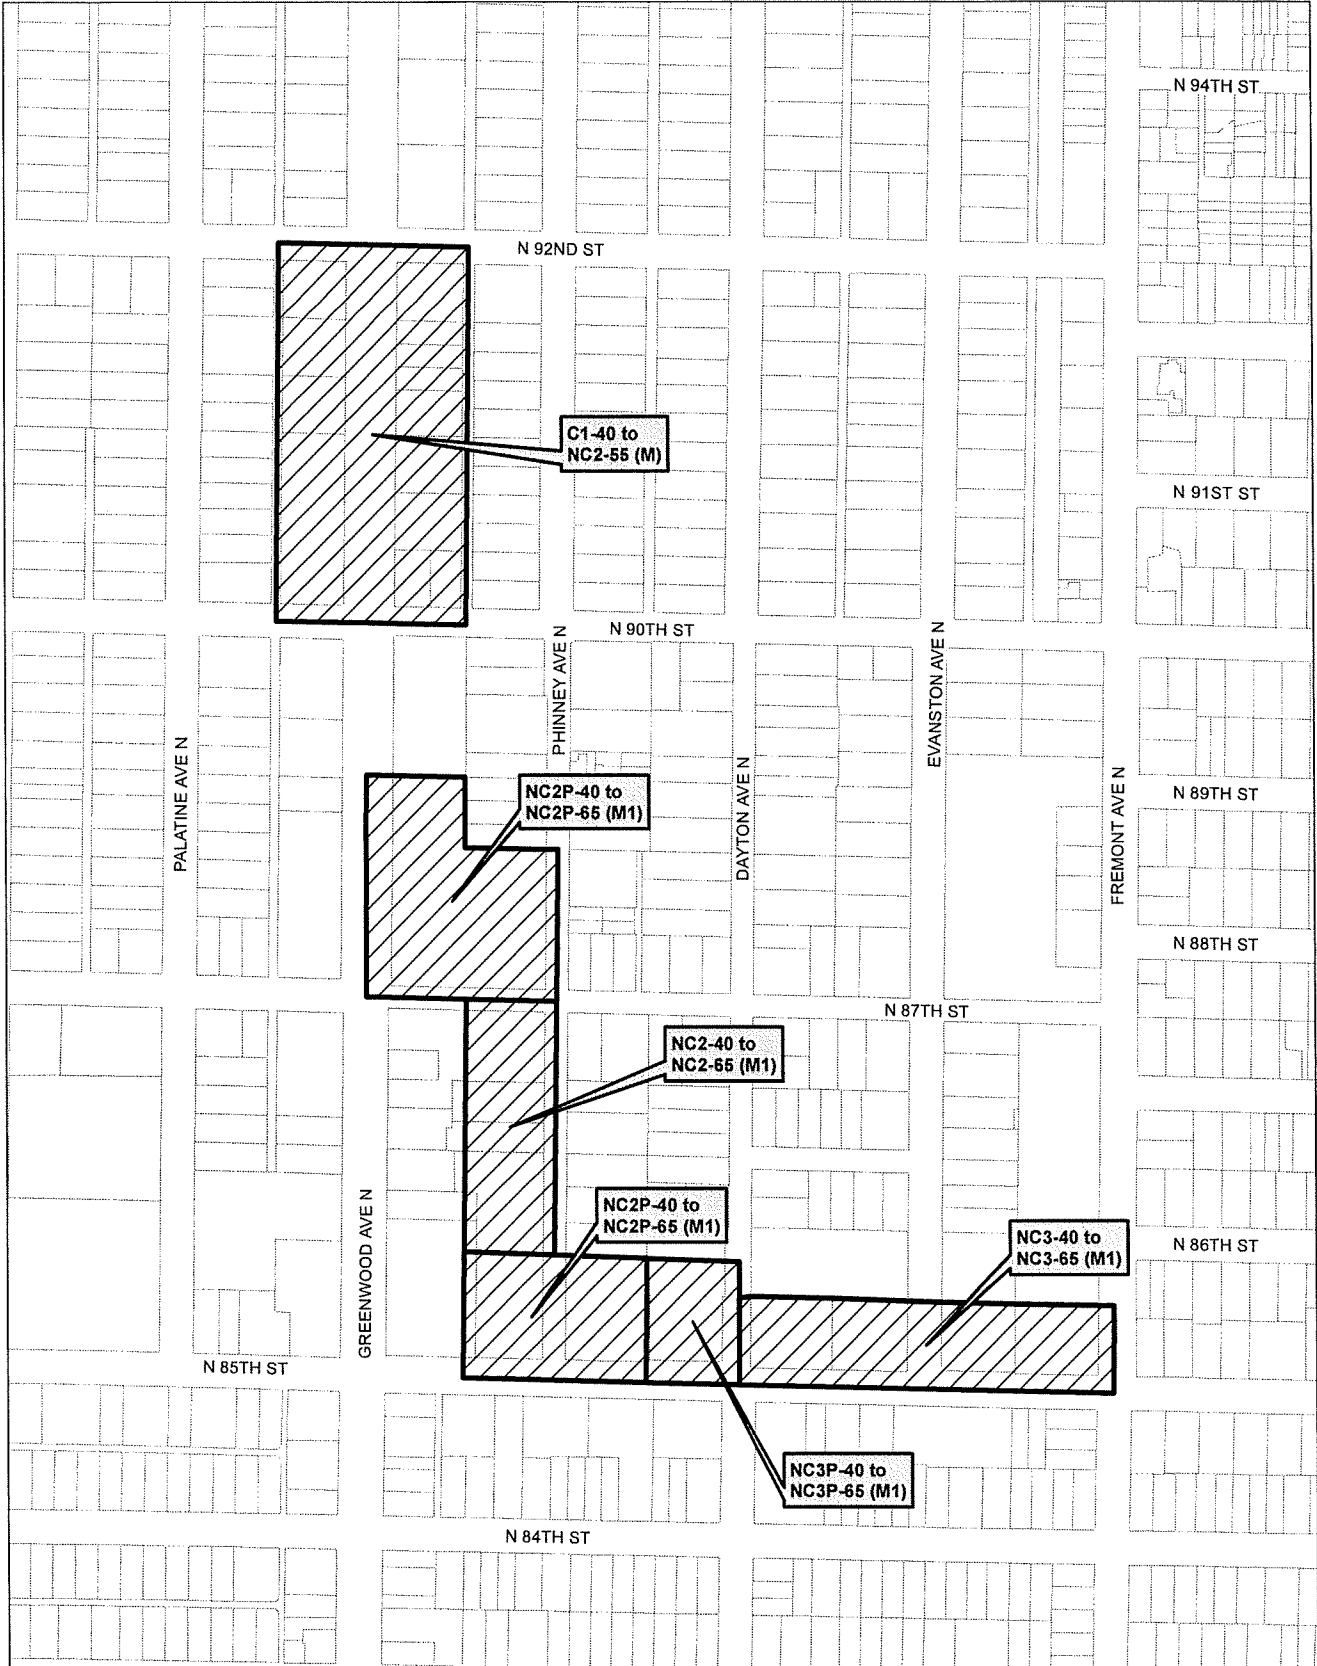 N 94TH ST
N 92ND ST
C1-40 to
NC2-55 (M)
N 91ST ST
N 90TH ST
PHINNEY AVE N
EVANSTON AVE N
PALATINE AVE N
DAYTON AVE N
FREMONT AVE N
NC2P-40 to
NC2P-65 (M1)
N 89TH ST
N 88TH ST
N 87TH ST
NC2-40 to
NC2-65 (M1)
GREENWOOD AVE N
NC2P-40 to
NC2P-65 (M1)
NC3-40 to
NC3-65 (M1)
N 86TH ST
N 85TH ST
NC3P-40 to
NC3P-65 (M1)
N 84TH ST